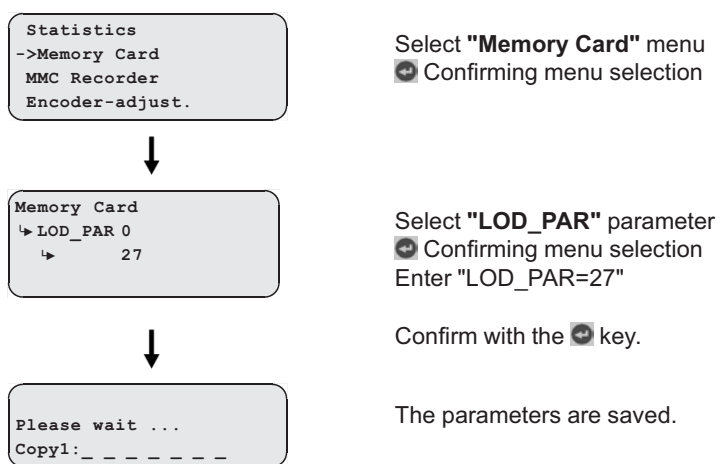 Statistics
->Memory Card
MMC Recorder
Encoder-adjust.
Select "Memory Card" menu
Confirming menu selection
Memory Card
LOD_PAR 0
27
Select "LOD_PAR" parameter
Confirming menu selection
Enter "LOD_PAR=27"
Confirm with the key.
Please wait ...
Copy1:_ _ _ _ _ _ _
The parameters are saved.